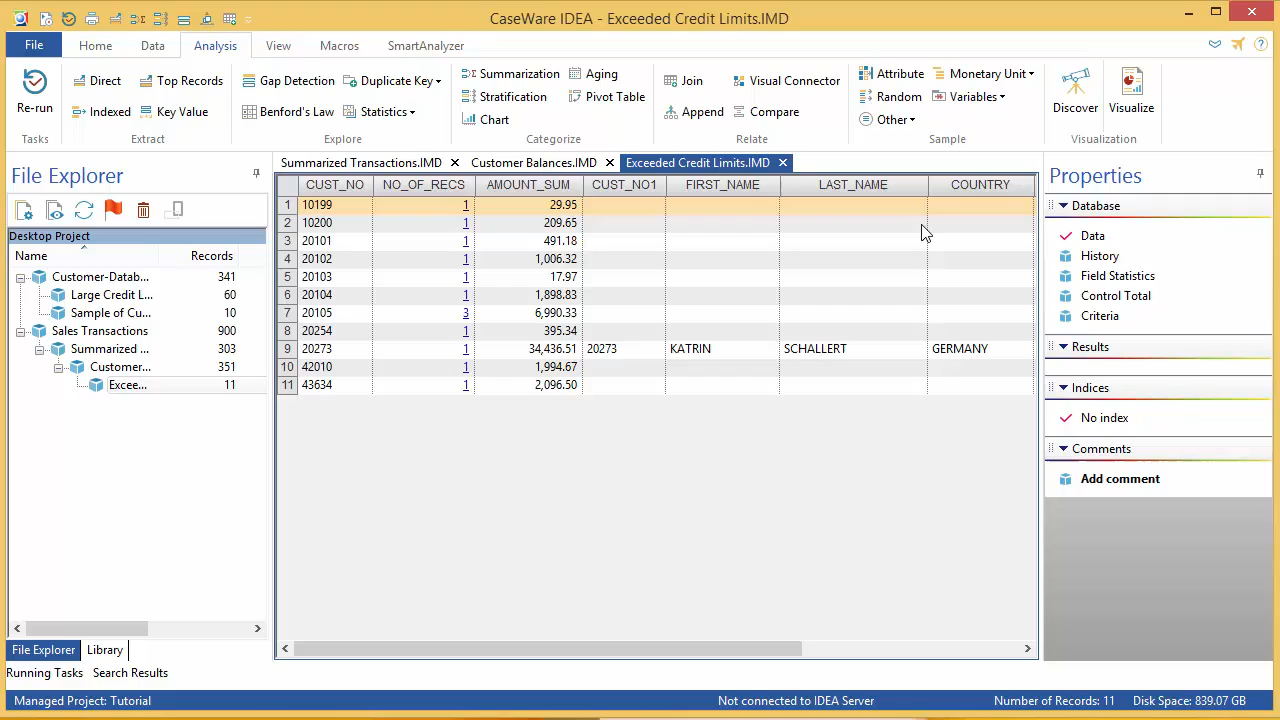 CaseWare IDEA - Exceeded Credit Limits.IMD
File Home Data Analysis View Macros SmartAnalyzer
Re-run
Tasks
Direct Top Records
Indexed Key Value
Extract
Gap Detection Duplicate Key
Benford's Law Statistics
Explore
Summarization Aging
Stratification Pivot Table
Chart
Categorize
Join Visual Connector
Append Compare
Relate
Attribute Monetary Unit
Random Variables
Other
Sample
Discover Visualize
Visualization
File Explorer
Desktop Project
Name Records
Customer-Datab... 341
Large Credit L... 60
Sample of Cu... 10
Sales Transactions 900
Summarized ... 303
Customer... 351
Excee... 11
File Explorer Library
Running Tasks Search Results
Summarized Transactions.IMD Customer Balances.IMD Exceeded Credit Limits.IMD
CUST_NO NO_OF_RECS AMOUNT_SUM CUST_NO1 FIRST_NAME LAST_NAME COUNTRY
1 10199 1 29.95
2 10200 1 209.65
3 20101 1 491.18
4 20102 1 1,006.32
5 20103 1 17.97
6 20104 1 1,898.83
7 20105 3 6,990.33
8 20254 1 395.34
9 20273 1 34,436.51 20273 KATRIN SCHALLERT GERMANY
10 42010 1 1,994.67
11 43634 1 2,096.50
Properties
Database
Data
History
Field Statistics
Control Total
Criteria
Results
Indices
No index
Comments
Add comment
Managed Project: Tutorial Not connected to IDEA Server Number of Records: 11 Disk Space: 839.07 GB